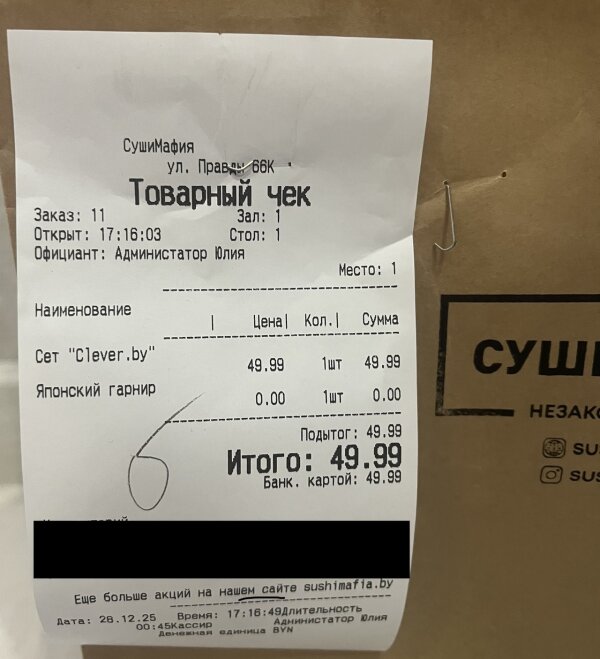 СушиМафия
ул. Правды 66К
Товарный чек
Заказ: 11 Зал: 1
Открыт: 17:16:03 Стол: 1
Официант: Администатор Юлия
Место: 1
Наименование | Цена| Кол.| Сумма
Сет "Clever.by" 49.99 1шт 49.99
Японский гарнир 0.00 1шт 0.00
Подытог: 49.99
Итого: 49.99
Банк. картой: 49.99
Еще больше акций на нашем сайте sushimafia.by
Дата: 28.12.25 Время: 17:16:49Длительность
00:45Кассир Администатор Юлия
Денежная единица BYN
СУШИ
НЕЗАКО
SU
SUS